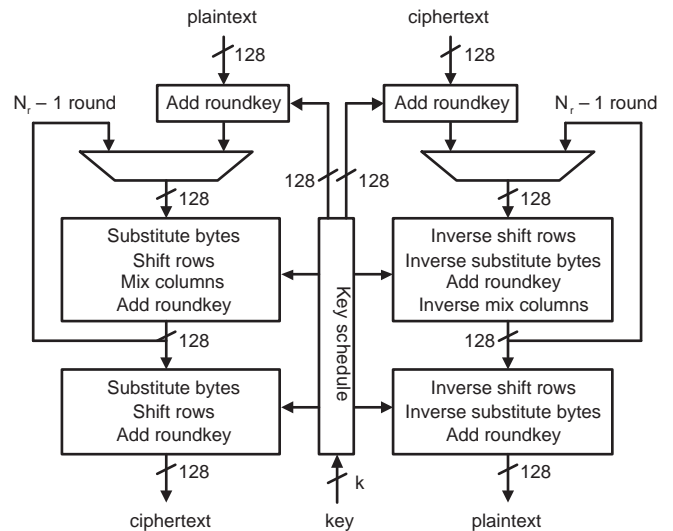 plaintext
ciphertext
128
128
N_r – 1 round
Add roundkey
Add roundkey
N_r – 1 round
128
128
128
128
Substitute bytes
Shift rows
Mix columns
Add roundkey
Key schedule
Inverse shift rows
Inverse substitute bytes
Add roundkey
Inverse mix columns
128
128
Substitute bytes
Shift rows
Add roundkey
Inverse shift rows
Inverse substitute bytes
Add roundkey
128
k
128
ciphertext
key
plaintext